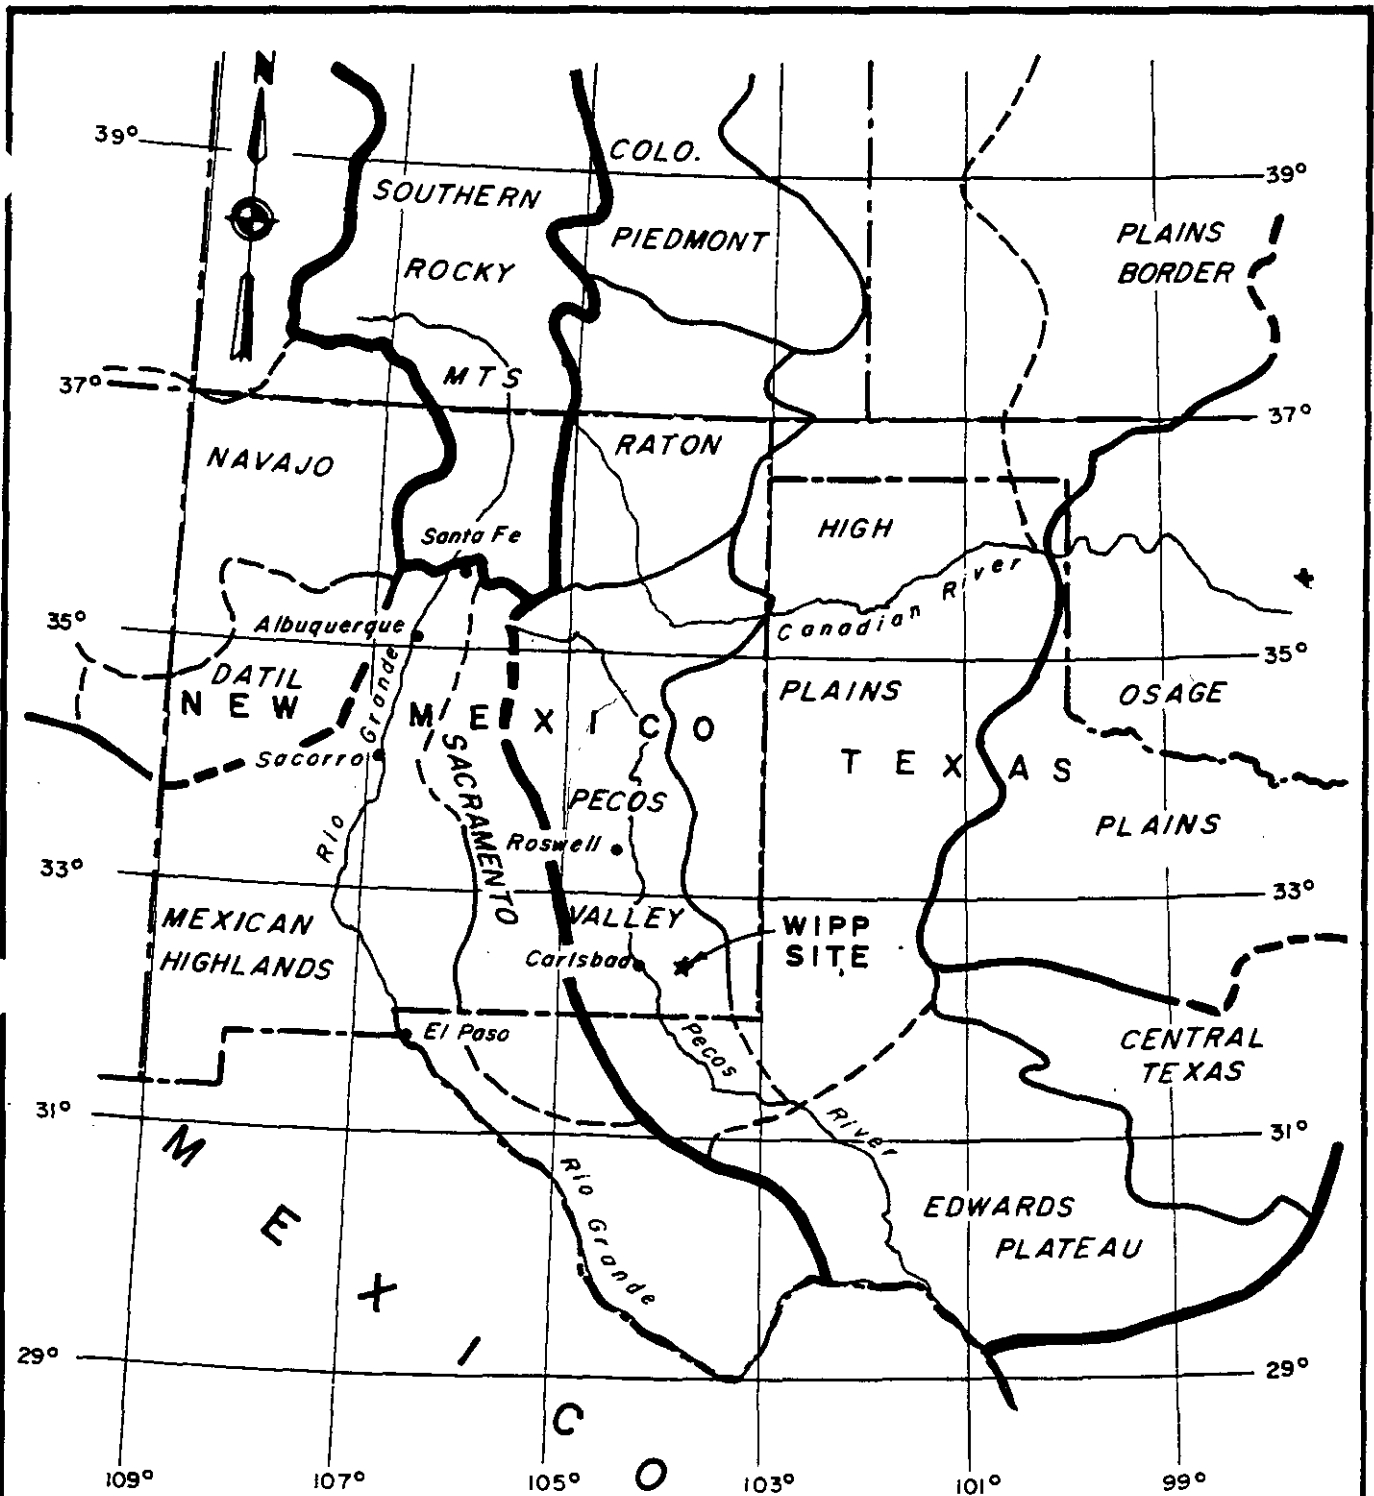 N
39°
COLO.
39°
SOUTHERN
PIEDMONT
PLAINS
BORDER
ROCKY
MTS
37°
37°
NAVAJO
RATON
HIGH
Santa Fe
Canadian River
35°
Albuquerque
35°
DATIL
PLAINS
OSAGE
NEW MEXICO
Rio Grande
Sacorro
SACRAMENTO
TEXAS
PECOS
PLAINS
Roswell
33°
33°
MEXICAN
HIGHLANDS
VALLEY
WIPP
SITE
Carlsbad
El Paso
Pecos River
CENTRAL
TEXAS
31°
31°
MEXICO
Rio Grande
EDWARDS
PLATEAU
29°
29°
109° 107° 105° 103° 101° 99°